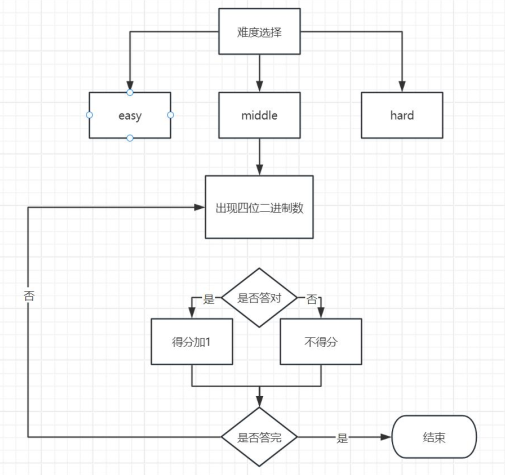 难度选择
easy
middle
hard
出现四位二进制数
是否答对
是
否
得分加1
不得分
否
是否答完
是
结束